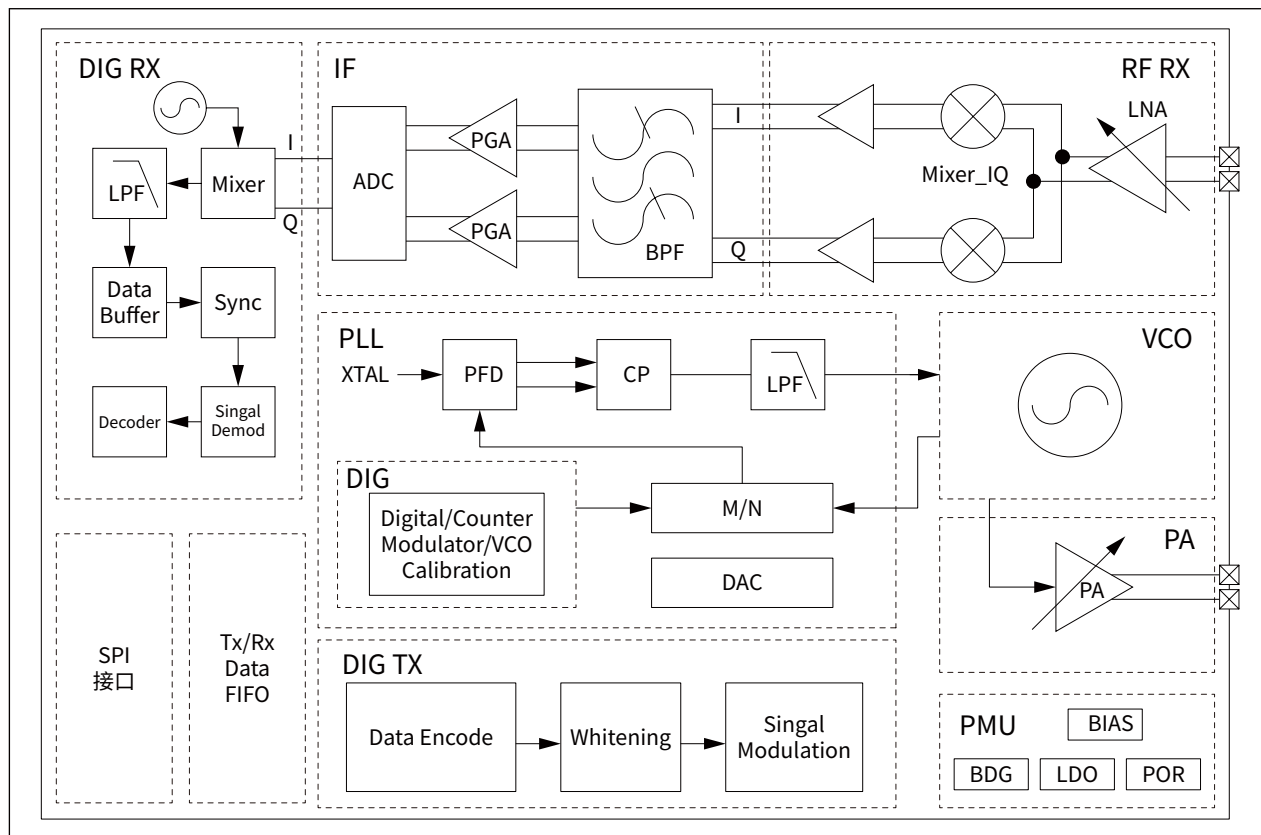 DIG RX
Mixer
I
Q
LPF
Data
Buffer
Sync
Singal
Demod
Decoder
IF
ADC
PGA
PGA
BPF
I
Q
RF RX
LNA
Mixer_IQ
PLL
XTAL
PFD
CP
LPF
DIG
Digital/Counter
Modulator/VCO
Calibration
M/N
DAC
VCO
PA
PA
SPI
接口
Tx/Rx
Data
FIFO
DIG TX
Data Encode
Whitening
Singal
Modulation
PMU
BIAS
BDG
LDO
POR